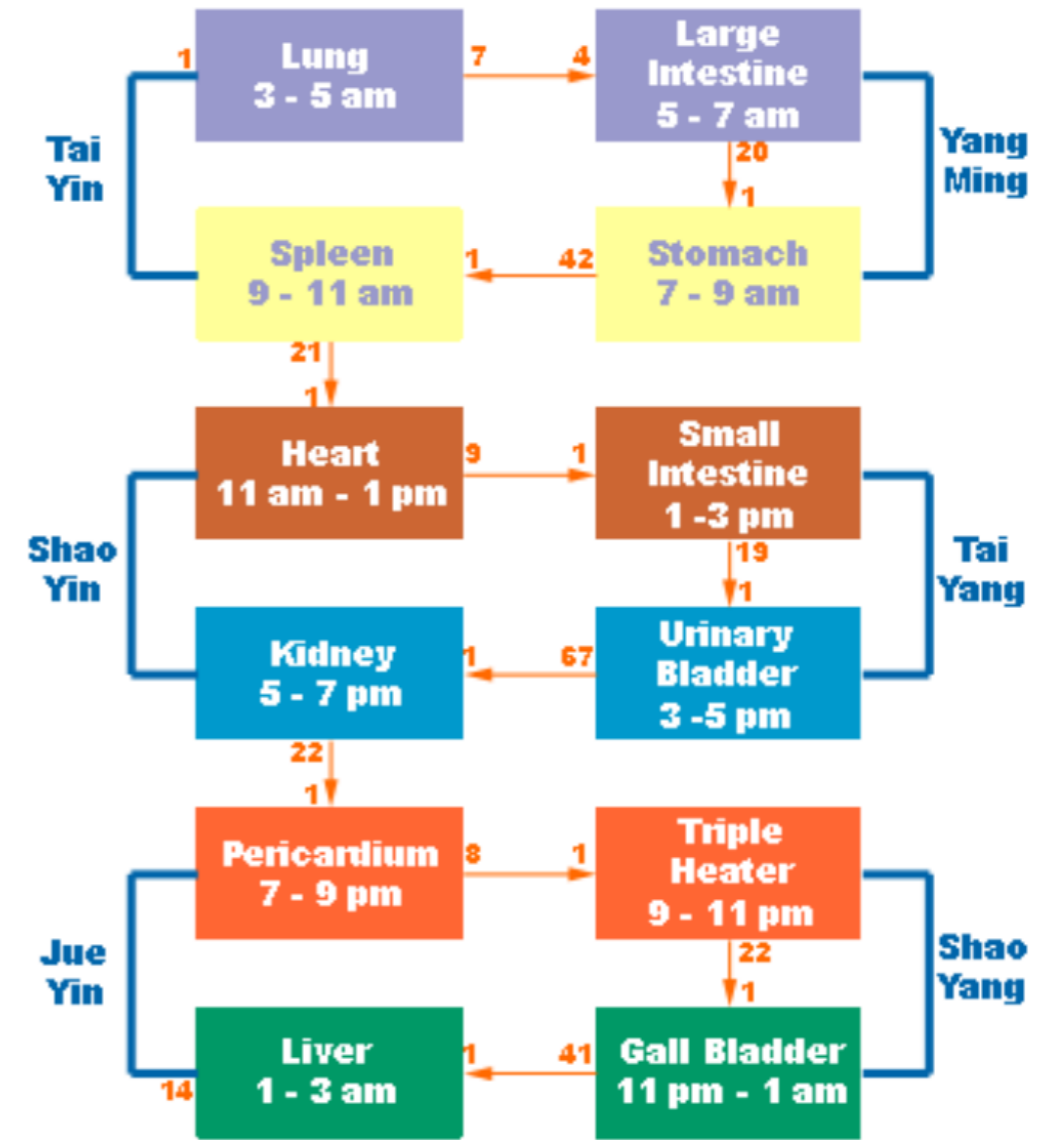 1
Lung
3 - 5 am
7
4
Large
Intestine
5 - 7 am
Tai
Yin
Yang
Ming
20
1
Spleen
9 - 11 am
1
42
Stomach
7 - 9 am
21
1
Heart
11 am - 1 pm
9
1
Small
Intestine
1 -3 pm
Shao
Yin
Tai
Yang
19
1
Kidney
5 - 7 pm
1
67
Urinary
Bladder
3 -5 pm
22
1
Pericardium
7 - 9 pm
8
1
Triple
Heater
9 - 11 pm
Jue
Yin
Shao
Yang
22
1
14
Liver
1 - 3 am
1
41
Gall Bladder
11 pm - 1 am